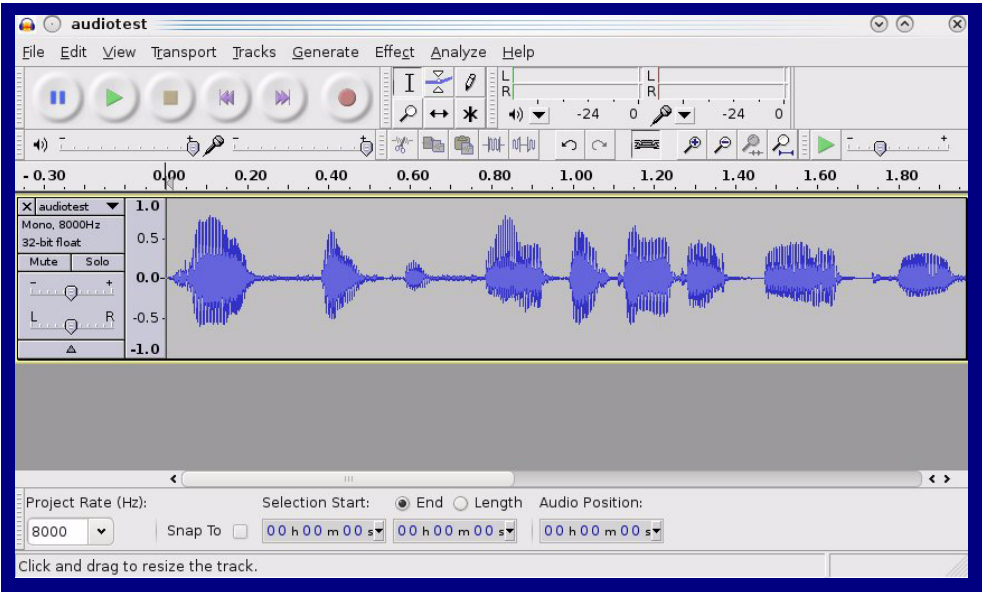 audiotest
File Edit View Transport Tracks Generate Effect Analyze Help
L L
R R
-24 0 -24 0
- +
- 0.30 0.00 0.20 0.40 0.60 0.80 1.00 1.20 1.40 1.60 1.80
X audiotest 1.0
Mono, 8000Hz
32-bit float 0.5
Mute Solo
- + 0.0
L R -0.5
-1.0
Project Rate (Hz): Selection Start: End Length Audio Position:
8000 Snap To 00 h 00 m 00 s 00 h 00 m 00 s 00 h 00 m 00 s
Click and drag to resize the track.